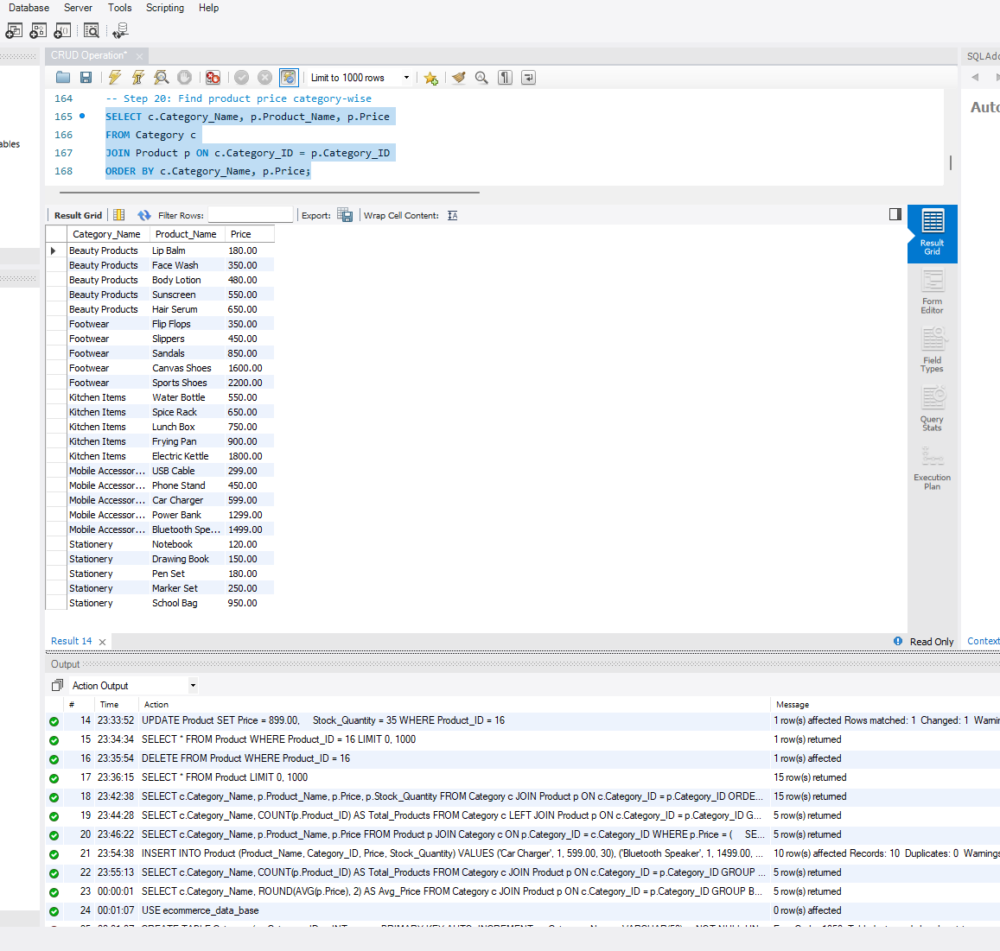 Database Server Tools Scripting Help
CRUD Operation*
SQLAdd
Limit to 1000 rows
164 -- Step 20: Find product price category-wise
165 SELECT c.Category_Name, p.Product_Name, p.Price
166 FROM Category c
167 JOIN Product p ON c.Category_ID = p.Category_ID
168 ORDER BY c.Category_Name, p.Price;
Auto
ables
Result Grid Filter Rows: Export: Wrap Cell Content:
Category_Name Product_Name Price
Beauty Products Lip Balm 180.00
Beauty Products Face Wash 350.00
Beauty Products Body Lotion 480.00
Beauty Products Sunscreen 550.00
Beauty Products Hair Serum 650.00
Footwear Flip Flops 350.00
Footwear Slippers 450.00
Footwear Sandals 850.00
Footwear Canvas Shoes 1600.00
Footwear Sports Shoes 2200.00
Kitchen Items Water Bottle 550.00
Kitchen Items Spice Rack 650.00
Kitchen Items Lunch Box 750.00
Kitchen Items Frying Pan 900.00
Kitchen Items Electric Kettle 1800.00
Mobile Accessor... USB Cable 299.00
Mobile Accessor... Phone Stand 450.00
Mobile Accessor... Car Charger 599.00
Mobile Accessor... Power Bank 1299.00
Mobile Accessor... Bluetooth Spe... 1499.00
Stationery Notebook 120.00
Stationery Drawing Book 150.00
Stationery Pen Set 180.00
Stationery Marker Set 250.00
Stationery School Bag 950.00
Result
Grid
Form
Editor
Field
Types
Query
Stats
Execution
Plan
Result 14
Read Only
Context
Output
Action Output
# Time Action Message
14 23:33:52 UPDATE Product SET Price = 899.00, Stock_Quantity = 35 WHERE Product_ID = 16 1 row(s) affected Rows matched: 1 Changed: 1 Warnin
15 23:34:34 SELECT * FROM Product WHERE Product_ID = 16 LIMIT 0, 1000 1 row(s) returned
16 23:35:54 DELETE FROM Product WHERE Product_ID = 16 1 row(s) affected
17 23:36:15 SELECT * FROM Product LIMIT 0, 1000 15 row(s) returned
18 23:42:38 SELECT c.Category_Name, p.Product_Name, p.Price, p.Stock_Quantity FROM Category c JOIN Product p ON c.Category_ID = p.Category_ID ORDE... 15 row(s) returned
19 23:44:28 SELECT c.Category_Name, COUNT(p.Product_ID) AS Total_Products FROM Category c LEFT JOIN Product p ON c.Category_ID = p.Category_ID G... 5 row(s) returned
20 23:46:22 SELECT c.Category_Name, p.Product_Name, p.Price FROM Product p JOIN Category c ON p.Category_ID = c.Category_ID WHERE p.Price = ( SE... 5 row(s) returned
21 23:54:38 INSERT INTO Product (Product_Name, Category_ID, Price, Stock_Quantity) VALUES ('Car Charger', 1, 599.00, 30), ('Bluetooth Speaker', 1, 1499.00, ... 10 row(s) affected Records: 10 Duplicates: 0 Warnings
22 23:55:13 SELECT c.Category_Name, COUNT(p.Product_ID) AS Total_Products FROM Category c JOIN Product p ON c.Category_ID = p.Category_ID GROUP ... 5 row(s) returned
23 00:00:01 SELECT c.Category_Name, ROUND(AVG(p.Price), 2) AS Avg_Price FROM Category c JOIN Product p ON c.Category_ID = p.Category_ID GROUP B... 5 row(s) returned
24 00:01:07 USE ecommerce_data_base 0 row(s) affected